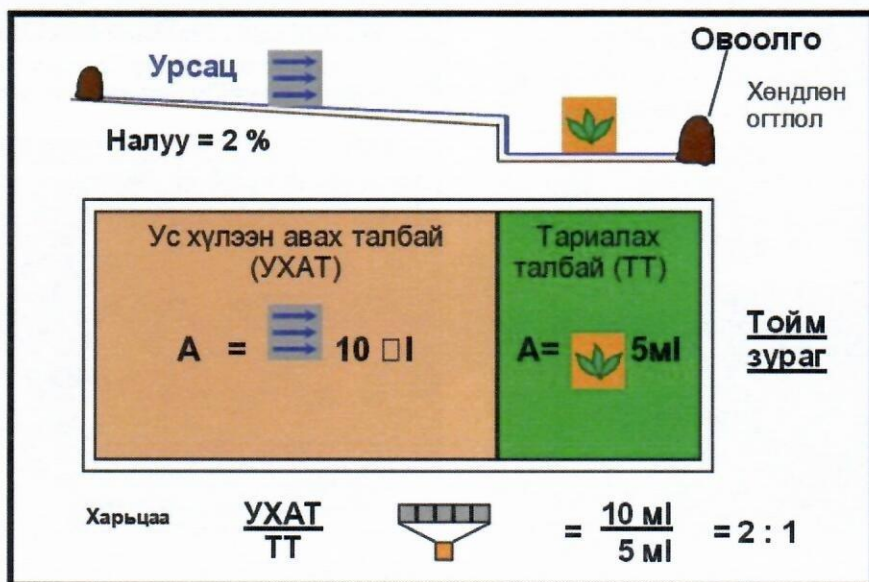 Овоолго
Урсац
Хөндлөн
огтлол
Налуу = 2 %
Ус хүлээн авах талбай
(УХАТ)
A = 10 □l
Тариалах
талбай (ТТ)
A= 5мl
Тойм
зураг
Харьцаа УХАТ/ТТ = 10 мl/5 мl = 2 : 1